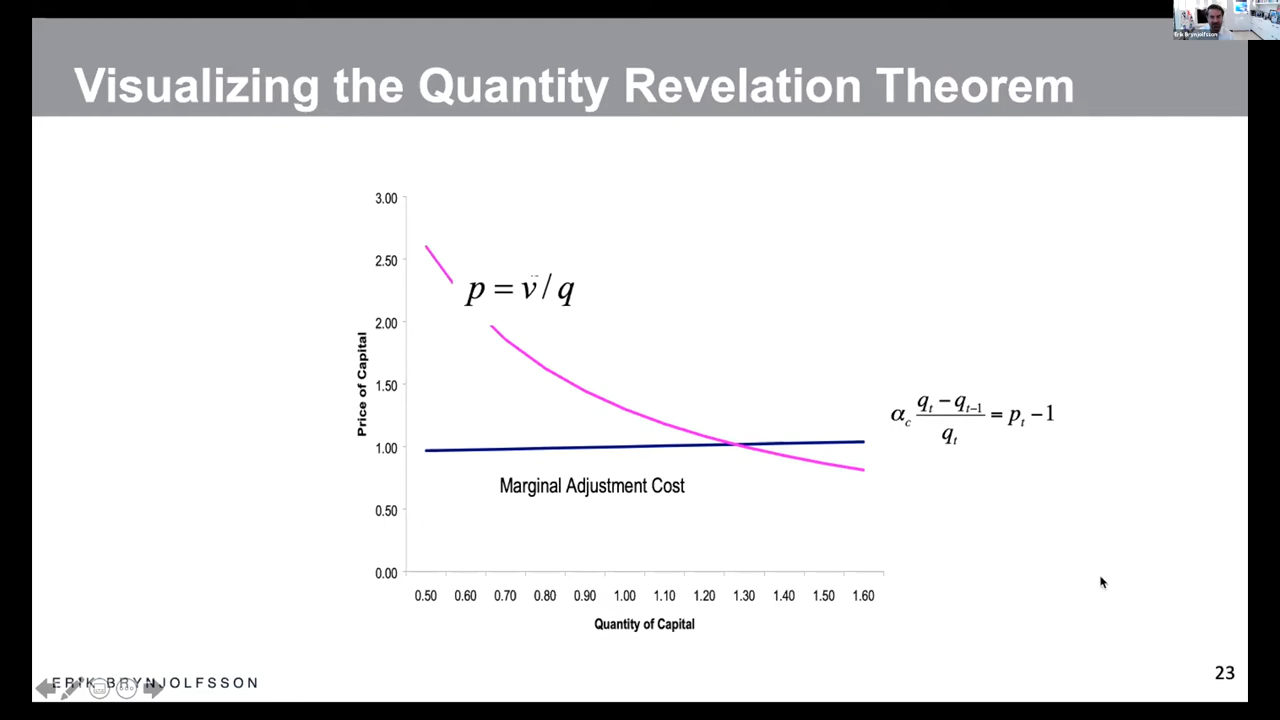 Erik Brynjolfsson
Visualizing the Quantity Revelation Theorem
3.00
2.50
2.00
1.50
1.00
0.50
0.00
Price of Capital
p = v / q
α_c (q_t − q_{t−1}) / q_t = p_t − 1
Marginal Adjustment Cost
0.50 0.60 0.70 0.80 0.90 1.00 1.10 1.20 1.30 1.40 1.50 1.60
Quantity of Capital
ERIK BRYNJOLFSSON
23